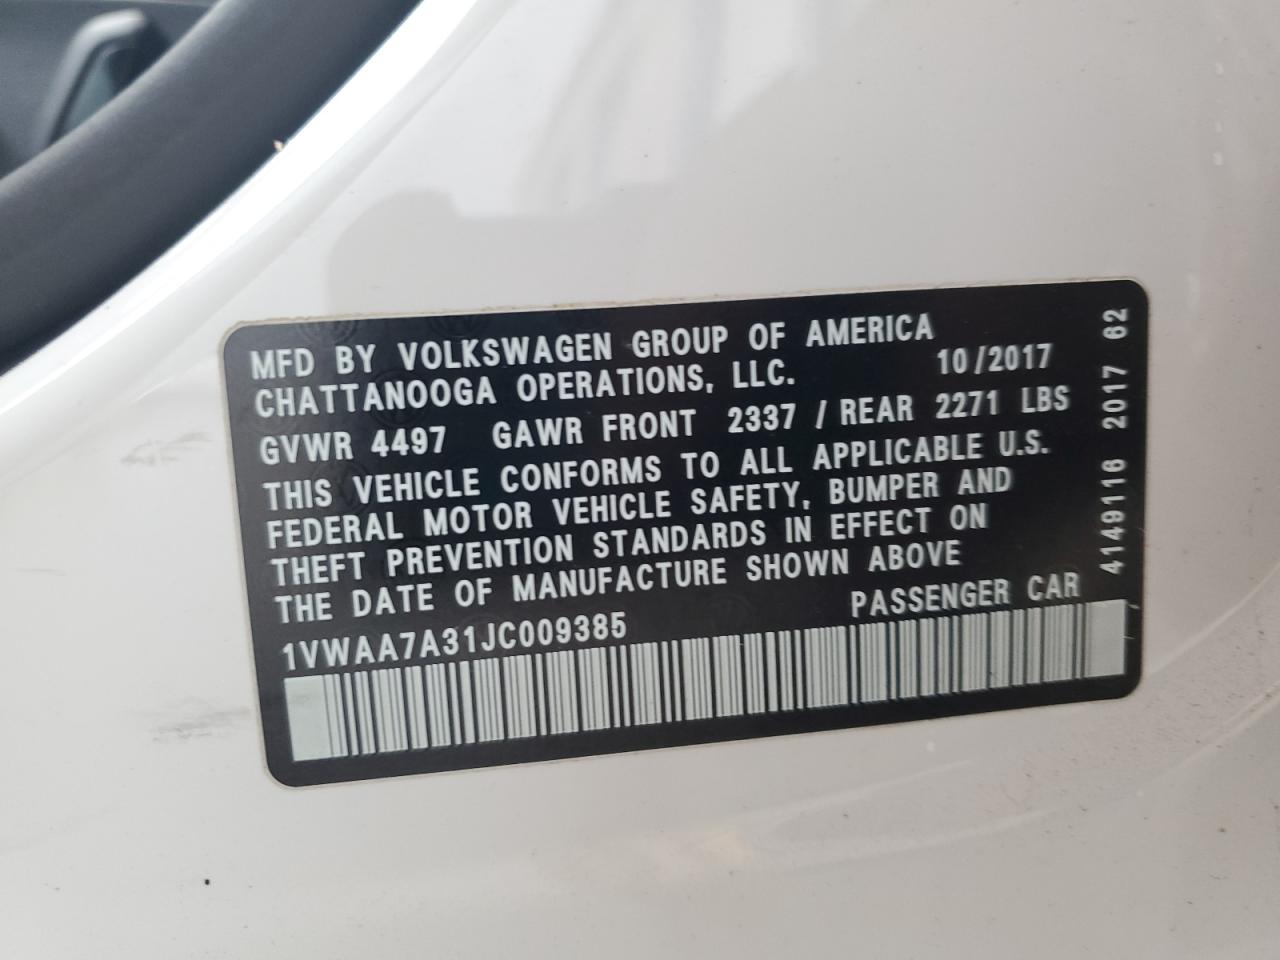 MFD BY VOLKSWAGEN GROUP OF AMERICA
CHATTANOOGA OPERATIONS, LLC. 10/2017
GVWR 4497 GAWR FRONT 2337 / REAR 2271 LBS
THIS VEHICLE CONFORMS TO ALL APPLICABLE U.S.
FEDERAL MOTOR VEHICLE SAFETY, BUMPER AND
THEFT PREVENTION STANDARDS IN EFFECT ON
THE DATE OF MANUFACTURE SHOWN ABOVE
1VWAA7A31JC009385 PASSENGER CAR
4149116 2017 62